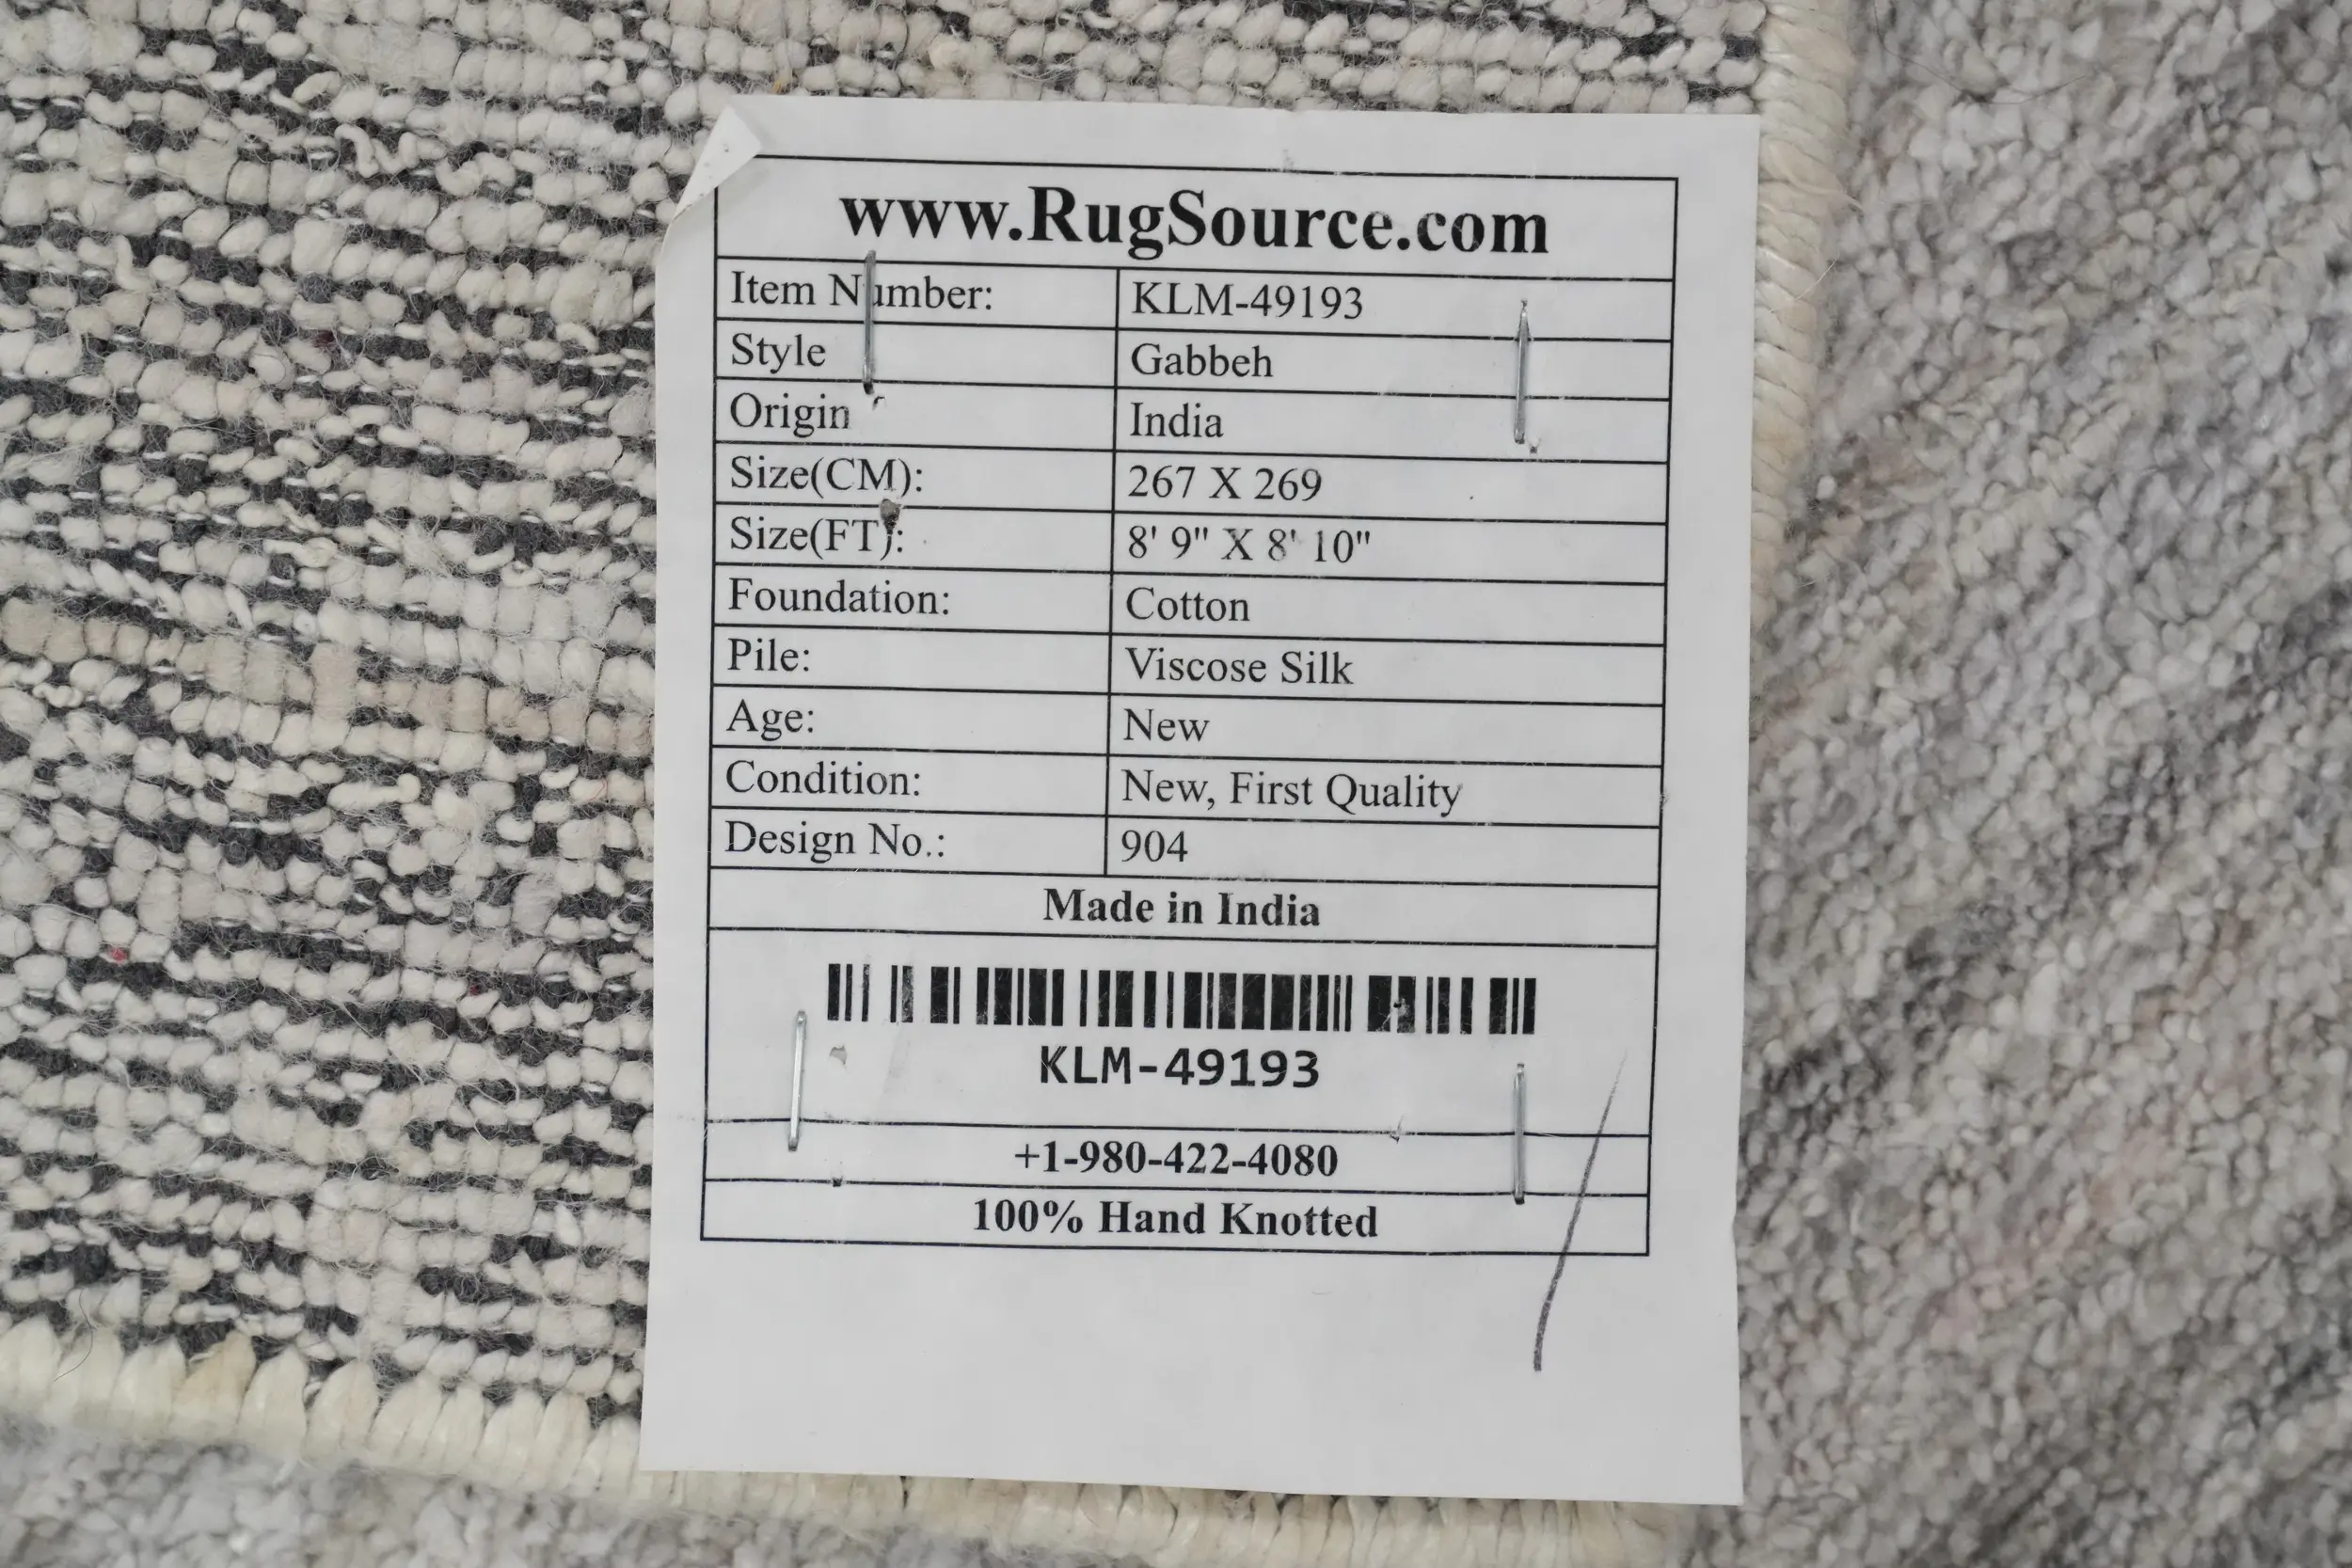 www.RugSource.com
Item Number: KLM-49193
Style Gabbeh
Origin India
Size(CM): 267 X 269
Size(FT): 8' 9" X 8' 10"
Foundation: Cotton
Pile: Viscose Silk
Age: New
Condition: New, First Quality
Design No.: 904
Made in India
KLM-49193
+1-980-422-4080
100% Hand Knotted